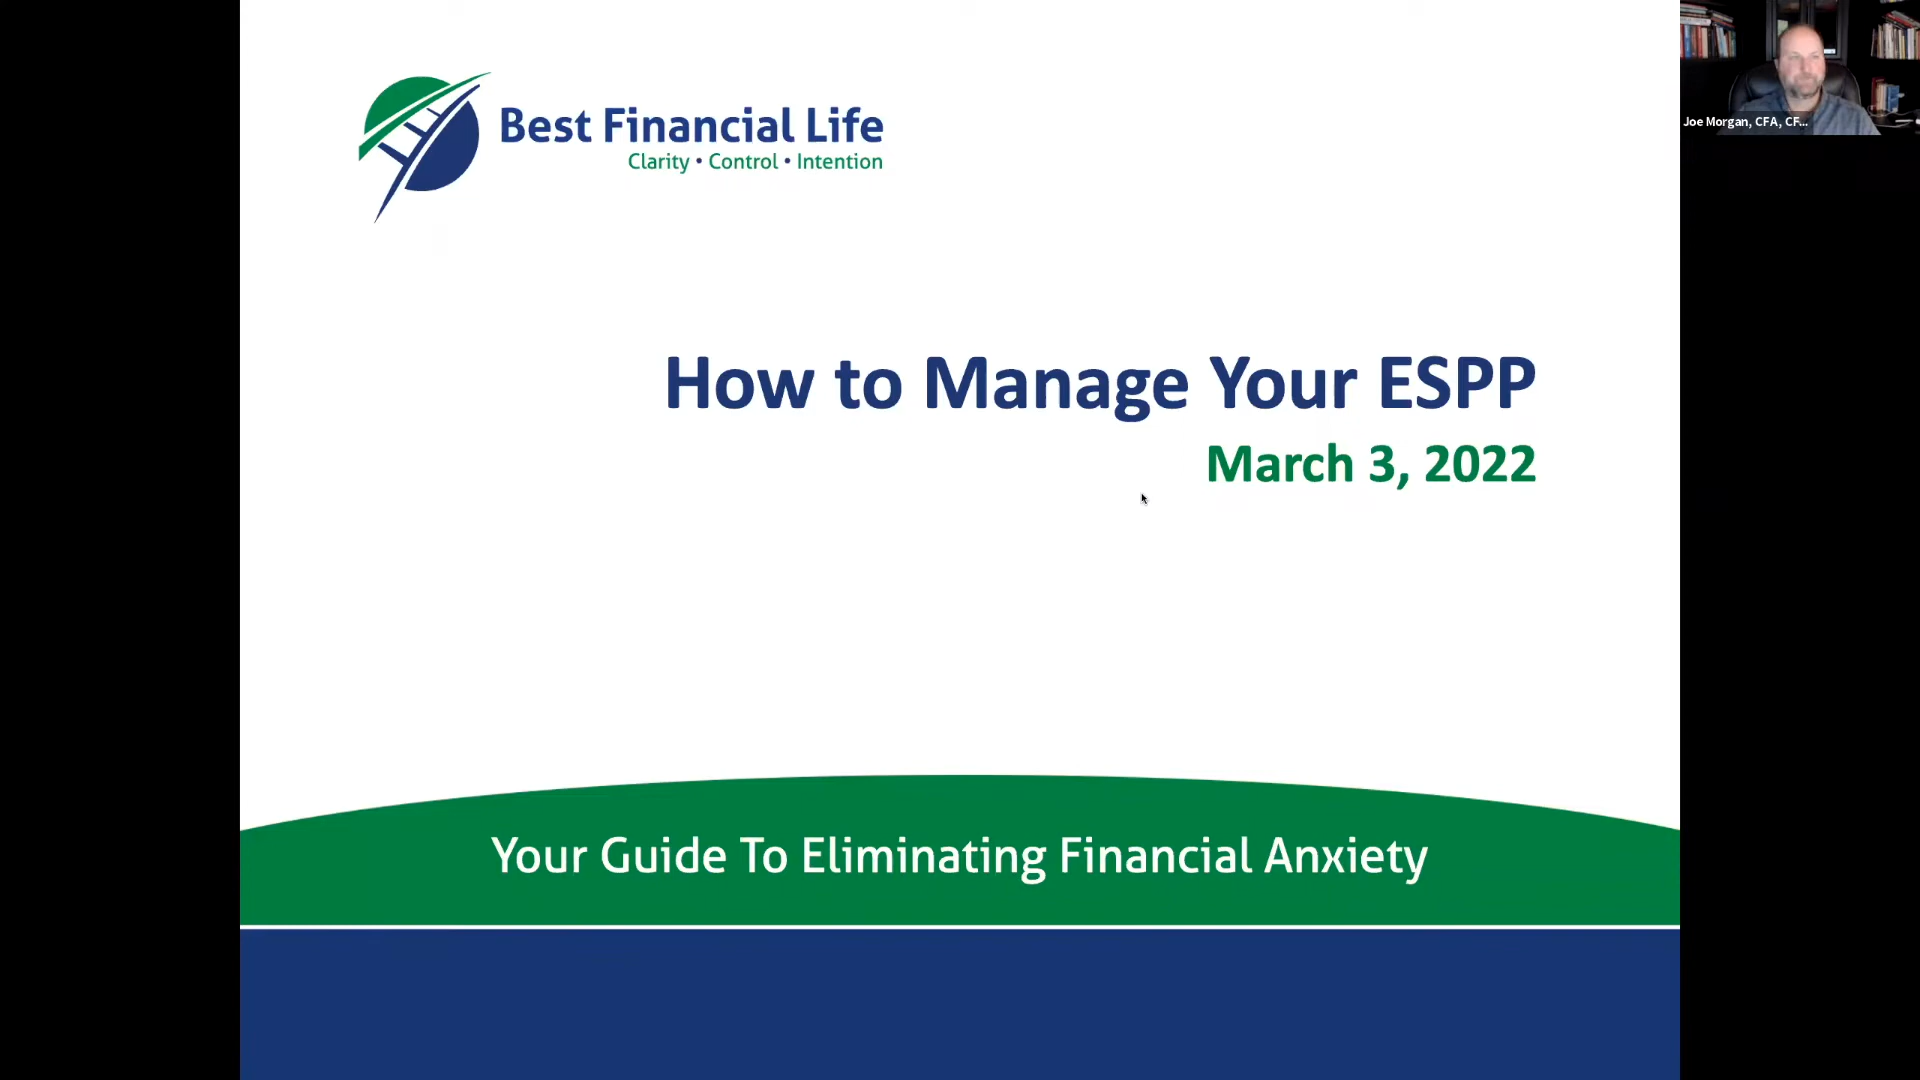 Best Financial Life
Clarity • Control • Intention
Joe Morgan, CFA, CF...
How to Manage Your ESPP
March 3, 2022
Your Guide To Eliminating Financial Anxiety